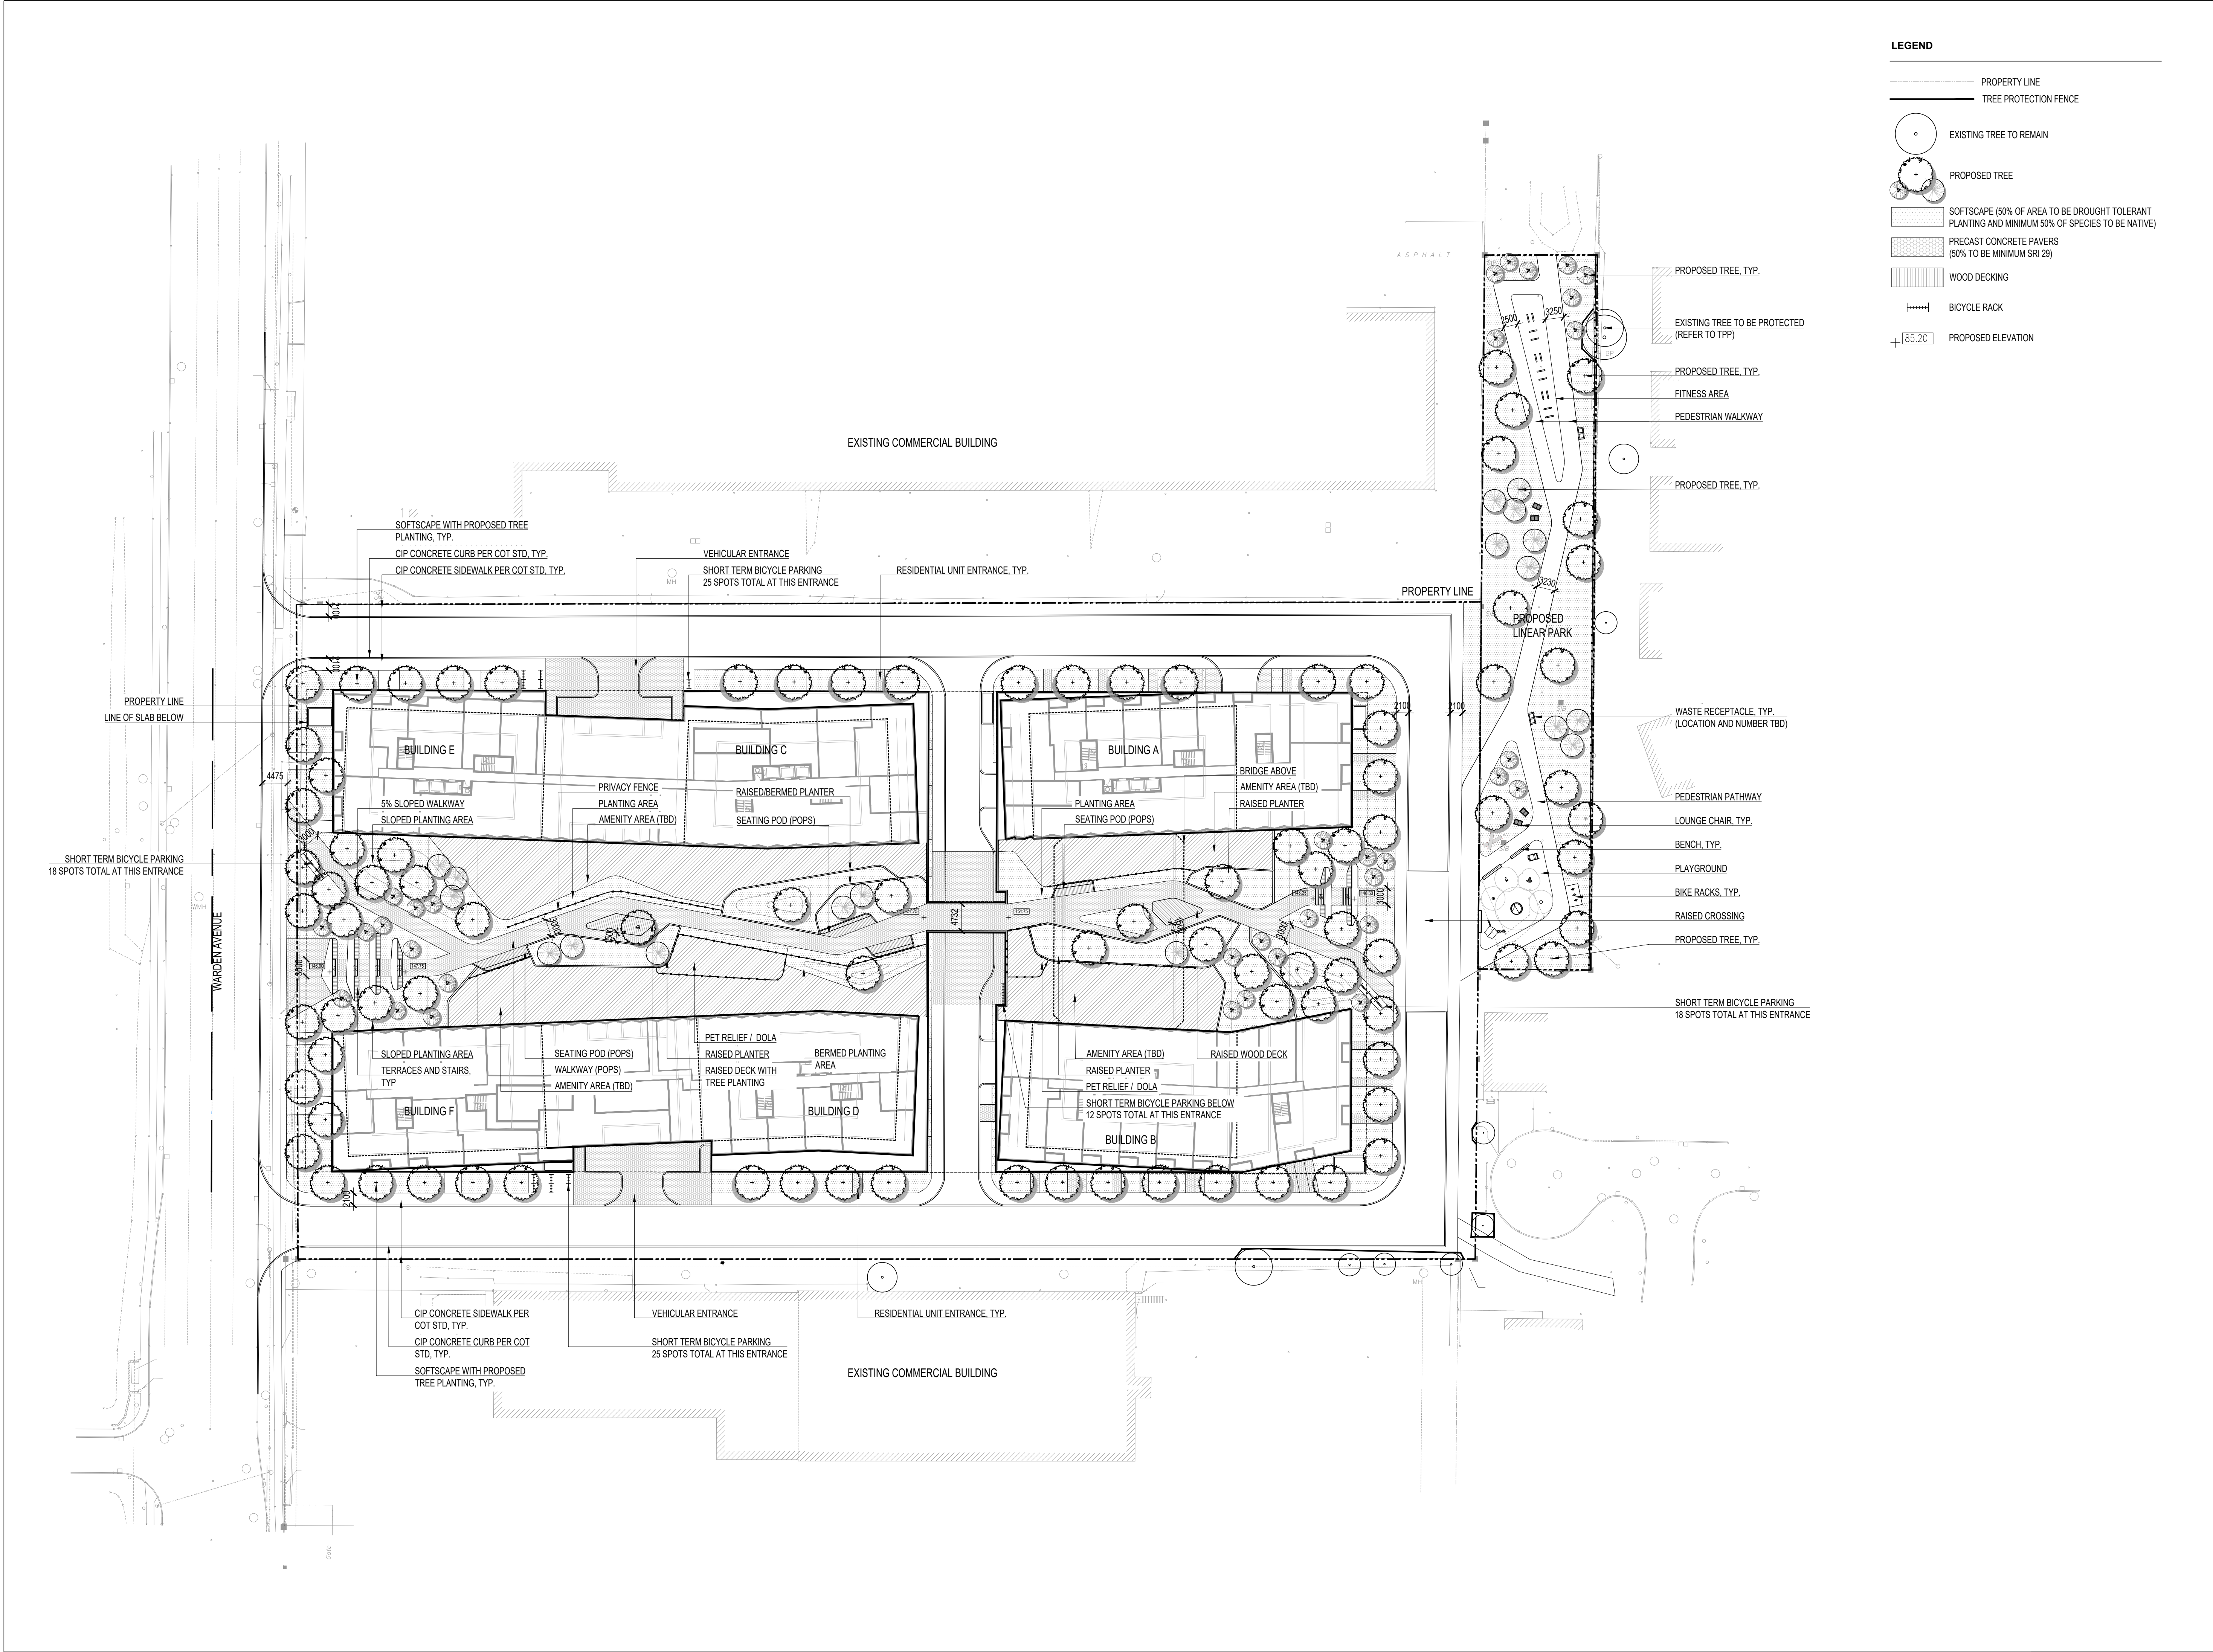 LEGEND
PROPERTY LINE
TREE PROTECTION FENCE
EXISTING TREE TO REMAIN
PROPOSED TREE
SOFTSCAPE (50% OF AREA TO BE DROUGHT TOLERANT
PLANTING AND MINIMUM 50% OF SPECIES TO BE NATIVE)
PRECAST CONCRETE PAVERS
(50% TO BE MINIMUM SRI 29)
WOOD DECKING
BICYCLE RACK
85.20
PROPOSED ELEVATION
ASPHALT
PROPOSED TREE, TYP.
2500
3250
EXISTING TREE TO BE PROTECTED
(REFER TO TPP)
BP
PROPOSED TREE, TYP.
FITNESS AREA
PEDESTRIAN WALKWAY
EXISTING COMMERCIAL BUILDING
PROPOSED TREE, TYP.
SOFTSCAPE WITH PROPOSED TREE
PLANTING, TYP.
CIP CONCRETE CURB PER COT STD, TYP.
CIP CONCRETE SIDEWALK PER COT STD, TYP.
VEHICULAR ENTRANCE
SHORT TERM BICYCLE PARKING
25 SPOTS TOTAL AT THIS ENTRANCE
MH
RESIDENTIAL UNIT ENTRANCE, TYP.
PROPERTY LINE
3230
PROPOSED
LINEAR PARK
2100
2100
PROPERTY LINE
LINE OF SLAB BELOW
2100
2100
WASTE RECEPTACLE, TYP.
(LOCATION AND NUMBER TBD)
BUILDING E
BUILDING C
BUILDING A
4475
BRIDGE ABOVE
PRIVACY FENCE
RAISED/BERMED PLANTER
AMENITY AREA (TBD)
5% SLOPED WALKWAY
PLANTING AREA
PLANTING AREA
RAISED PLANTER
SLOPED PLANTING AREA
AMENITY AREA (TBD)
SEATING POD (POPS)
SEATING POD (POPS)
PEDESTRIAN PATHWAY
LOUNGE CHAIR, TYP.
BENCH, TYP.
PLAYGROUND
BIKE RACKS, TYP.
RAISED CROSSING
PROPOSED TREE, TYP.
SHORT TERM BICYCLE PARKING
18 SPOTS TOTAL AT THIS ENTRANCE
3000
WMH
WARDEN AVENUE
3000
1500
4732
151.75
1500
3000
3000
147.75
SHORT TERM BICYCLE PARKING
18 SPOTS TOTAL AT THIS ENTRANCE
PET RELIEF / DOLA
SLOPED PLANTING AREA
TERRACES AND STAIRS,
TYP
SEATING POD (POPS)
WALKWAY (POPS)
AMENITY AREA (TBD)
RAISED PLANTER
RAISED DECK WITH
TREE PLANTING
BERMED PLANTING
AREA
AMENITY AREA (TBD)
RAISED WOOD DECK
RAISED PLANTER
PET RELIEF / DOLA
SHORT TERM BICYCLE PARKING BELOW
12 SPOTS TOTAL AT THIS ENTRANCE
BUILDING F
BUILDING D
BUILDING B
2100
MH
CIP CONCRETE SIDEWALK PER
COT STD, TYP.
CIP CONCRETE CURB PER COT
STD, TYP.
SOFTSCAPE WITH PROPOSED
TREE PLANTING, TYP.
VEHICULAR ENTRANCE
SHORT TERM BICYCLE PARKING
25 SPOTS TOTAL AT THIS ENTRANCE
RESIDENTIAL UNIT ENTRANCE, TYP.
EXISTING COMMERCIAL BUILDING
Gate